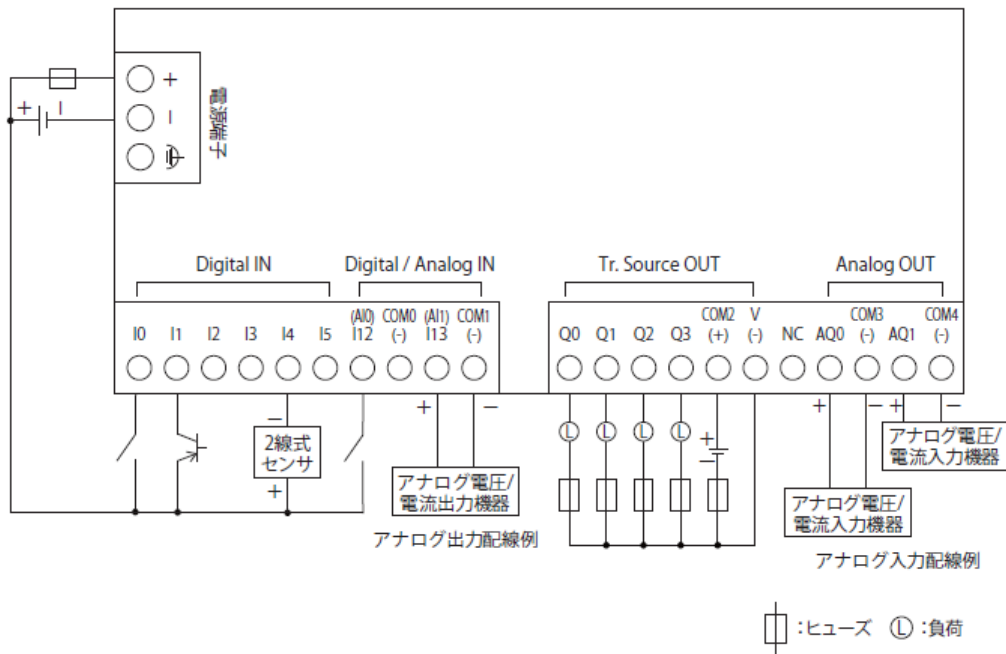 +
+ −
−
電源端子
Digital IN
Digital / Analog IN
Tr. Source OUT
Analog OUT
I0 I1 I2 I3 I4 I5 (AI0) I12 COM0 (-) (AI1) I13 COM1 (-)
Q0 Q1 Q2 Q3 COM2 (+) V (-) NC AQ0 COM3 (-) AQ1 COM4 (-)
−
2線式
センサ
+
+ −
アナログ電圧/
電流出力機器
アナログ出力配線例
L L L L
+
−
+ −
アナログ電圧/
電流入力機器
+ −
アナログ電圧/
電流入力機器
アナログ入力配線例
:ヒューズ Ⓛ:負荷